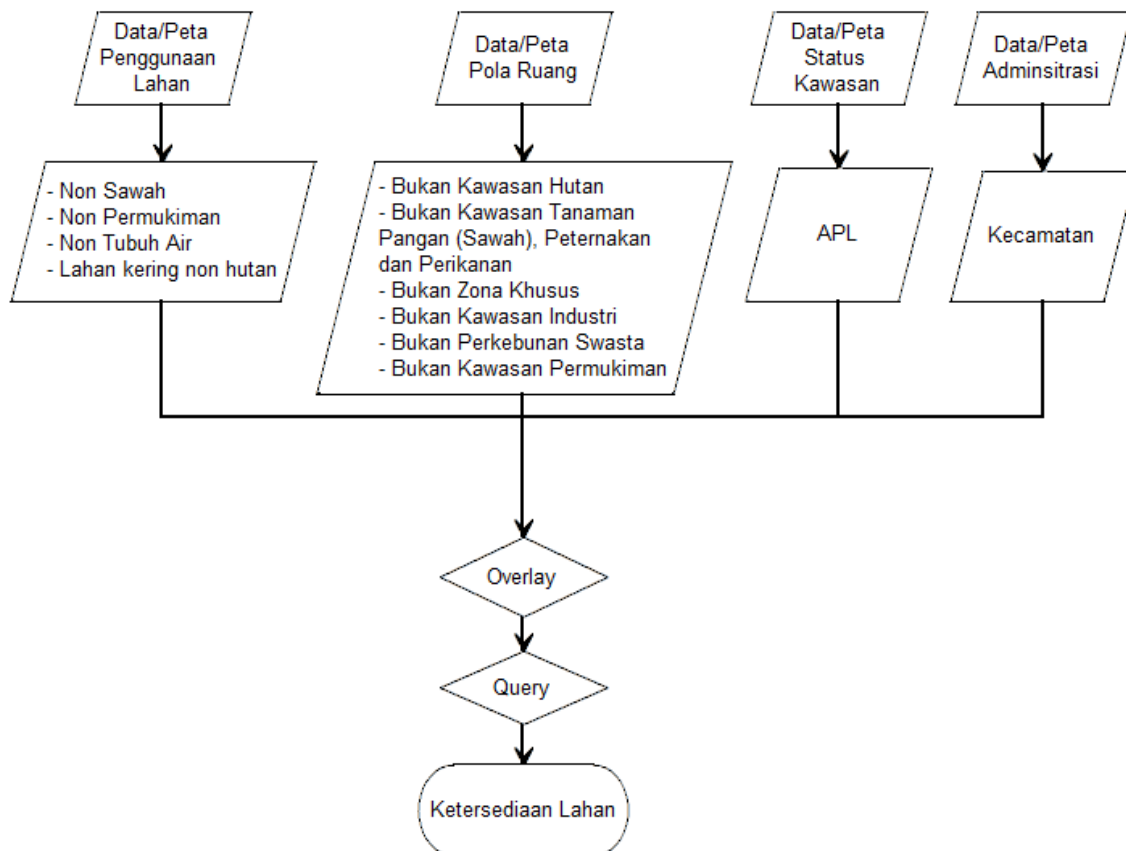 Data/Peta
Penggunaan
Lahan
Data/Peta
Pola Ruang
Data/Peta
Status
Kawasan
Data/Peta
Adminsitrasi
- Non Sawah
- Non Permukiman
- Non Tubuh Air
- Lahan kering non hutan
- Bukan Kawasan Hutan
- Bukan Kawasan Tanaman
Pangan (Sawah), Peternakan
dan Perikanan
- Bukan Zona Khusus
- Bukan Kawasan Industri
- Bukan Perkebunan Swasta
- Bukan Kawasan Permukiman
APL
Kecamatan
Overlay
Query
Ketersediaan Lahan